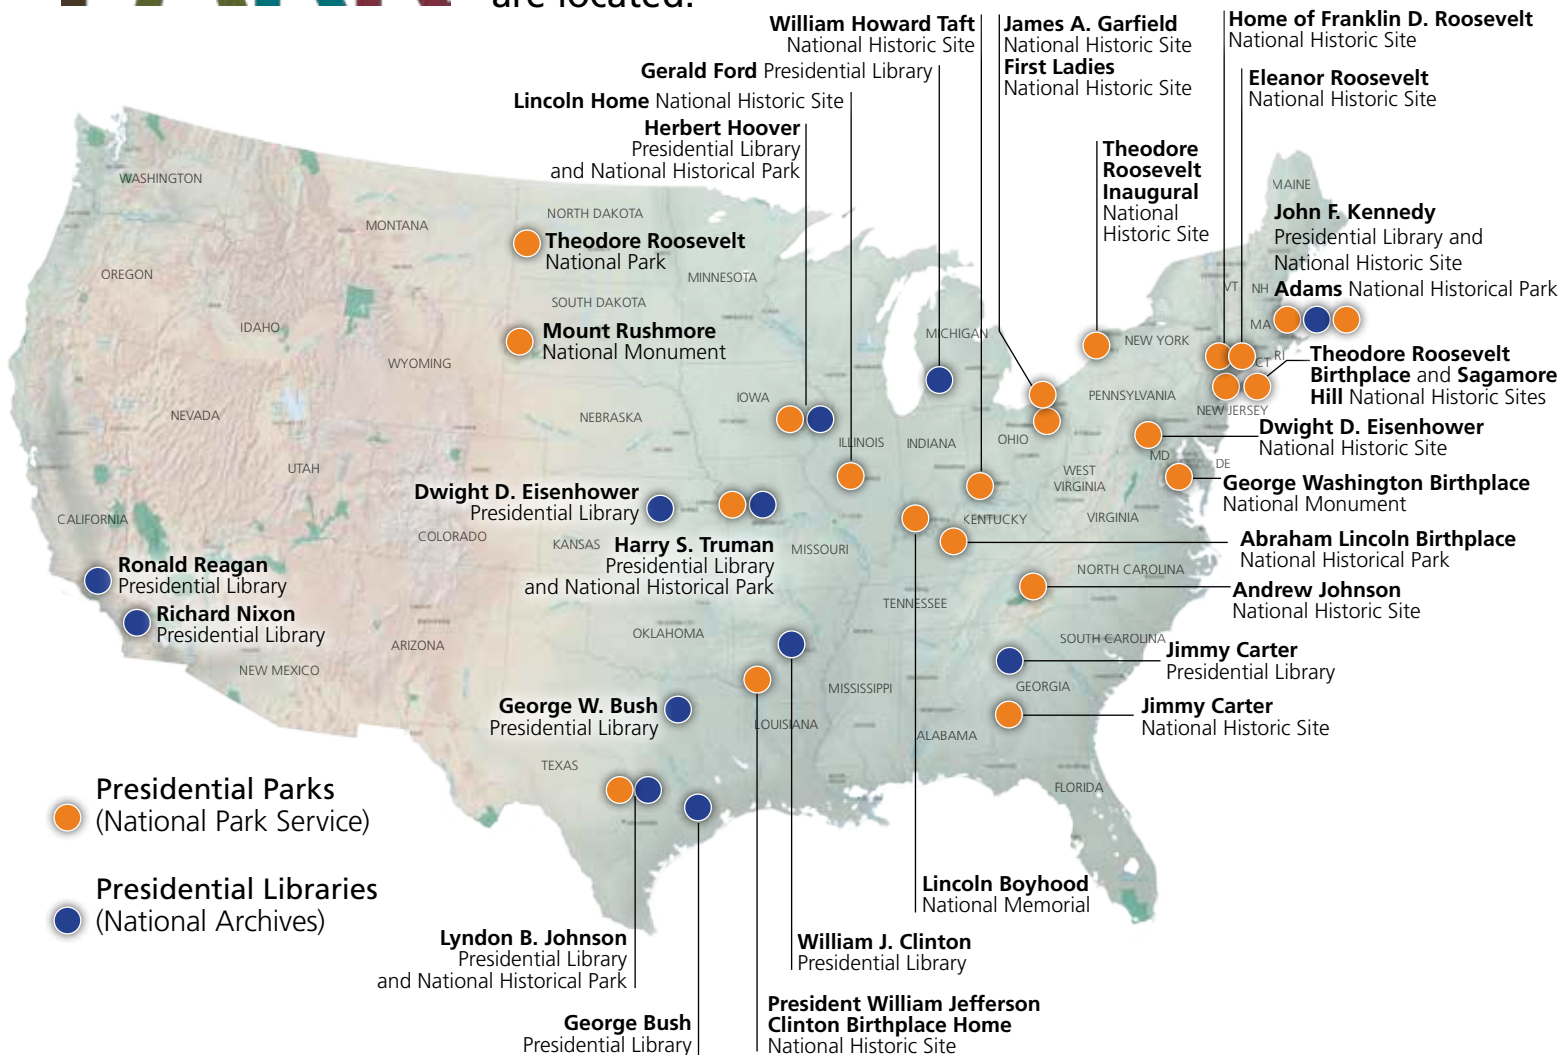 are located.
William Howard Taft
National Historic Site
James A. Garfield
National Historic Site
First Ladies
National Historic Site
Home of Franklin D. Roosevelt
National Historic Site
Gerald Ford Presidential Library
Eleanor Roosevelt
National Historic Site
Lincoln Home National Historic Site
Herbert Hoover
Presidential Library
and National Historical Park
Theodore
Roosevelt
Inaugural
National
Historic Site
WASHINGTON
MAINE
MONTANA
NORTH DAKOTA
John F. Kennedy
Presidential Library and
National Historic Site
Theodore Roosevelt
National Park
OREGON
MINNESOTA
VT
NH
Adams National Historical Park
SOUTH DAKOTA
IDAHO
Mount Rushmore
National Monument
MICHIGAN
NEW YORK
MA
WYOMING
CT
RI
Theodore Roosevelt
Birthplace and Sagamore
Hill National Historic Sites
IOWA
PENNSYLVANIA
NEVADA
NEBRASKA
NEW JERSEY
ILLINOIS
INDIANA
OHIO
Dwight D. Eisenhower
National Historic Site
MD
DE
UTAH
WEST
VIRGINIA
George Washington Birthplace
National Monument
Dwight D. Eisenhower
Presidential Library
CALIFORNIA
KENTUCKY
VIRGINIA
COLORADO
KANSAS
Harry S. Truman
Presidential Library
and National Historical Park
MISSOURI
Abraham Lincoln Birthplace
National Historical Park
Ronald Reagan
Presidential Library
NORTH CAROLINA
Andrew Johnson
National Historic Site
TENNESSEE
Richard Nixon
Presidential Library
OKLAHOMA
ARIZONA
SOUTH CAROLINA
Jimmy Carter
Presidential Library
NEW MEXICO
MISSISSIPPI
GEORGIA
George W. Bush
Presidential Library
LOUISIANA
ALABAMA
Jimmy Carter
National Historic Site
TEXAS
FLORIDA
Presidential Parks
(National Park Service)
Presidential Libraries
(National Archives)
Lincoln Boyhood
National Memorial
Lyndon B. Johnson
Presidential Library
and National Historical Park
William J. Clinton
Presidential Library
George Bush
Presidential Library
President William Jefferson
Clinton Birthplace Home
National Historic Site